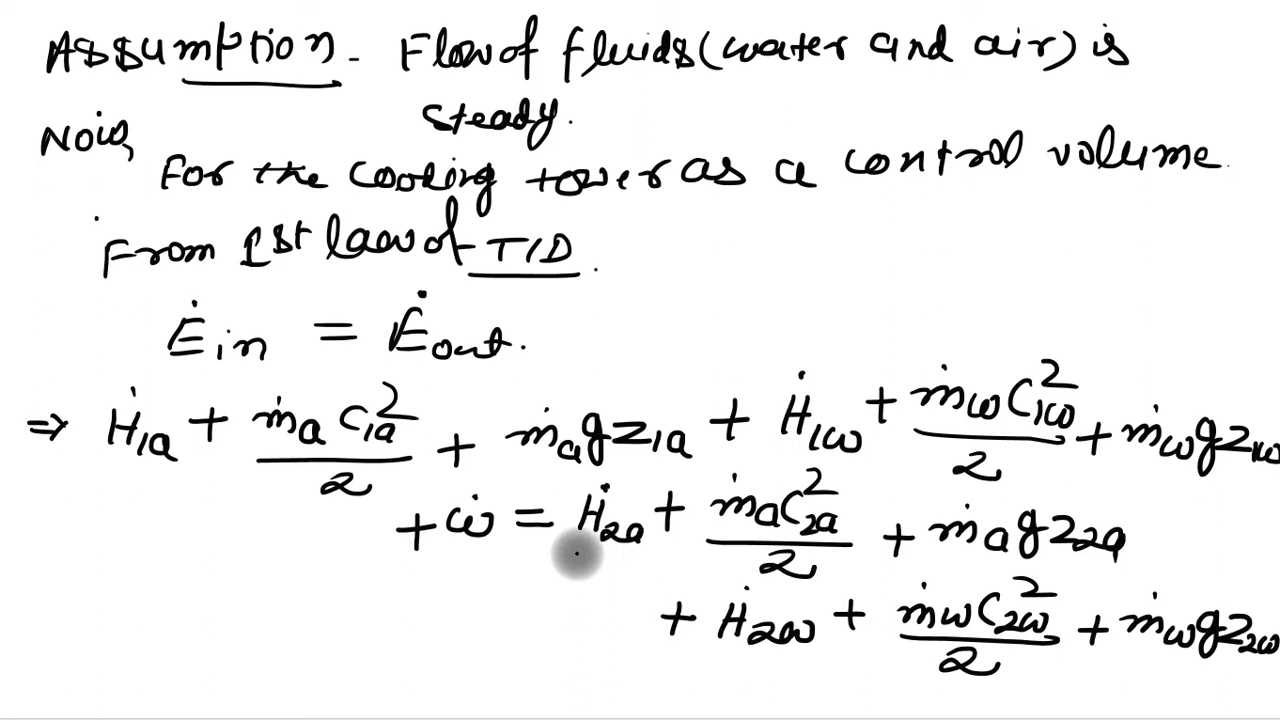 Assumption. Flow of fluids (water and air) is
steady.
Now,
For the cooling tower as a control volume
From 1st law of T/D.
Ėin = Ėout.
⇒ Ḣ1a + ṁa C1a²/2 + ṁa g z1a + Ḣ1w + ṁw C1w²/2 + ṁw g z1w
+ ẇ = Ḣ2a + ṁa C2a²/2 + ṁa g z2a
+ Ḣ2w + ṁw C2w²/2 + ṁw g z2w